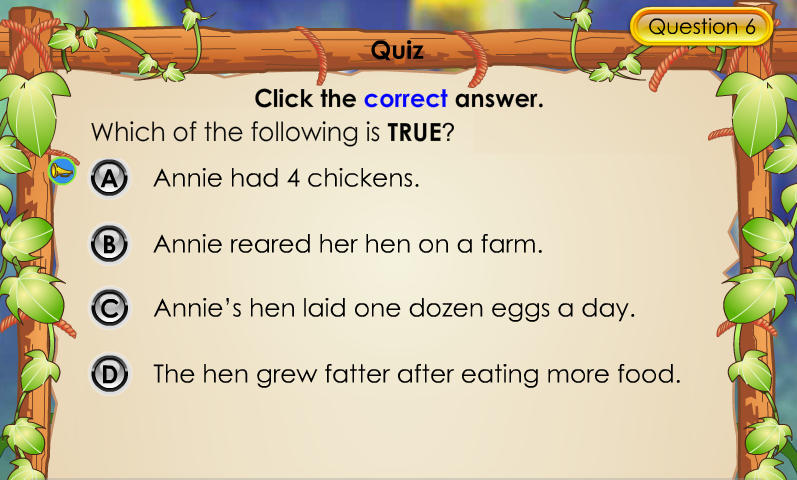 Question 6
Quiz
Click the correct answer.
Which of the following is TRUE?
A Annie had 4 chickens.
B Annie reared her hen on a farm.
C Annie’s hen laid one dozen eggs a day.
D The hen grew fatter after eating more food.